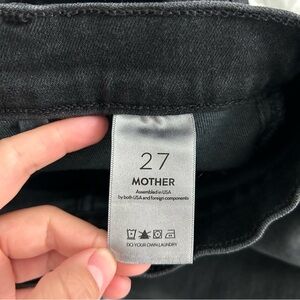 27
MOTHER
Assembled in USA
by both USA and foreign components
DO YOUR OWN LAUNDRY